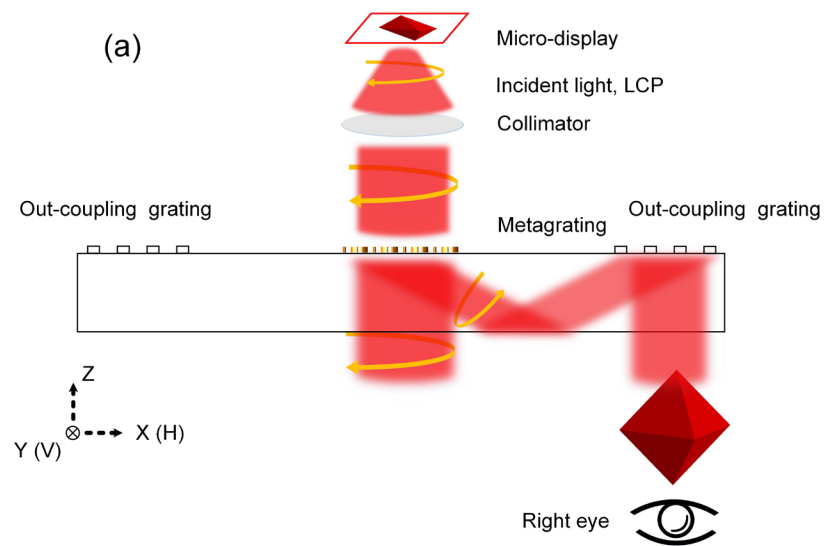 (a)
Micro-display
Incident light, LCP
Collimator
Out-coupling grating
Metagrating
Out-coupling grating
Z
X (H)
Y (V)
Right eye